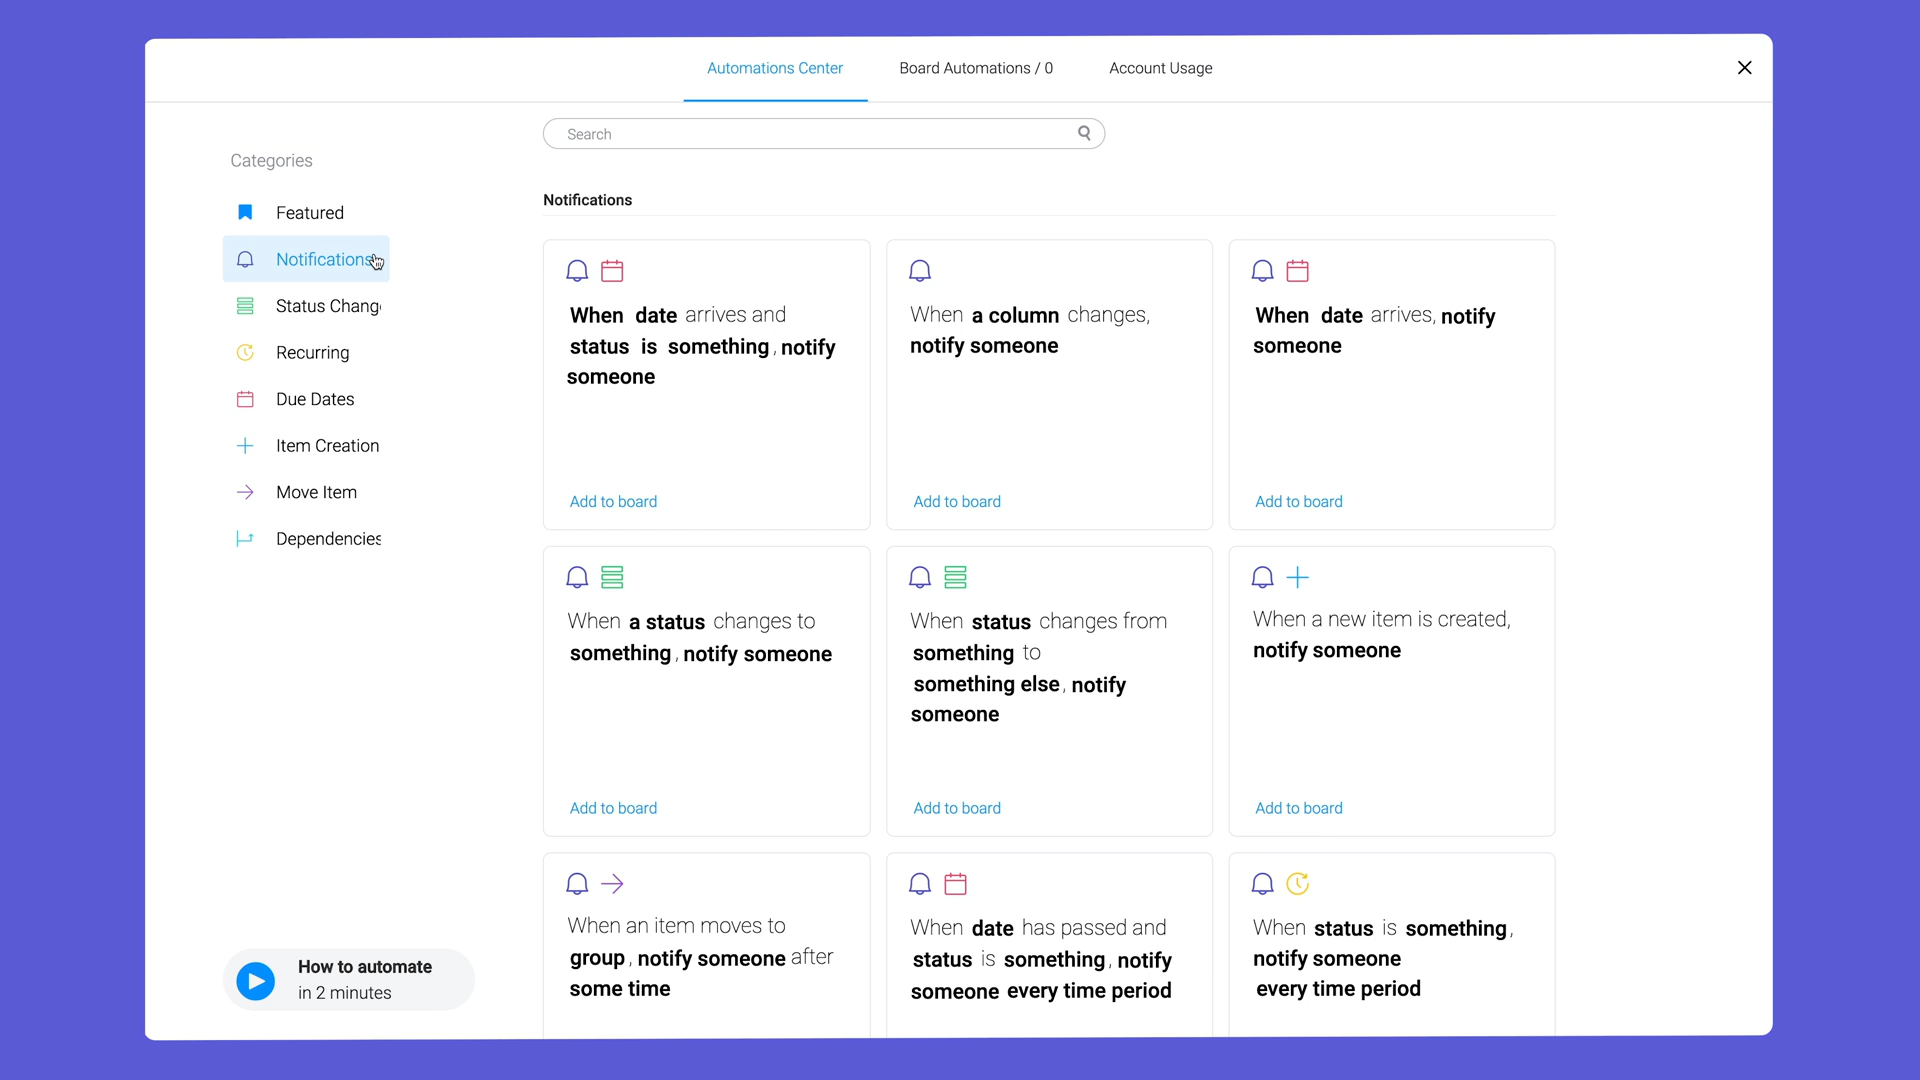 Automations Center
Board Automations / 0
Account Usage
Search
Categories
Featured
Notifications
Status Chang
Recurring
Due Dates
Item Creation
Move Item
Dependencies
How to automate
in 2 minutes
Notifications
When date arrives and
status is something, notify
someone
Add to board
When a column changes,
notify someone
Add to board
When date arrives, notify
someone
Add to board
When a status changes to
something, notify someone
Add to board
When status changes from
something to
something else, notify
someone
Add to board
When a new item is created,
notify someone
Add to board
When an item moves to
group, notify someone after
some time
When date has passed and
status is something, notify
someone every time period
When status is something,
notify someone
every time period